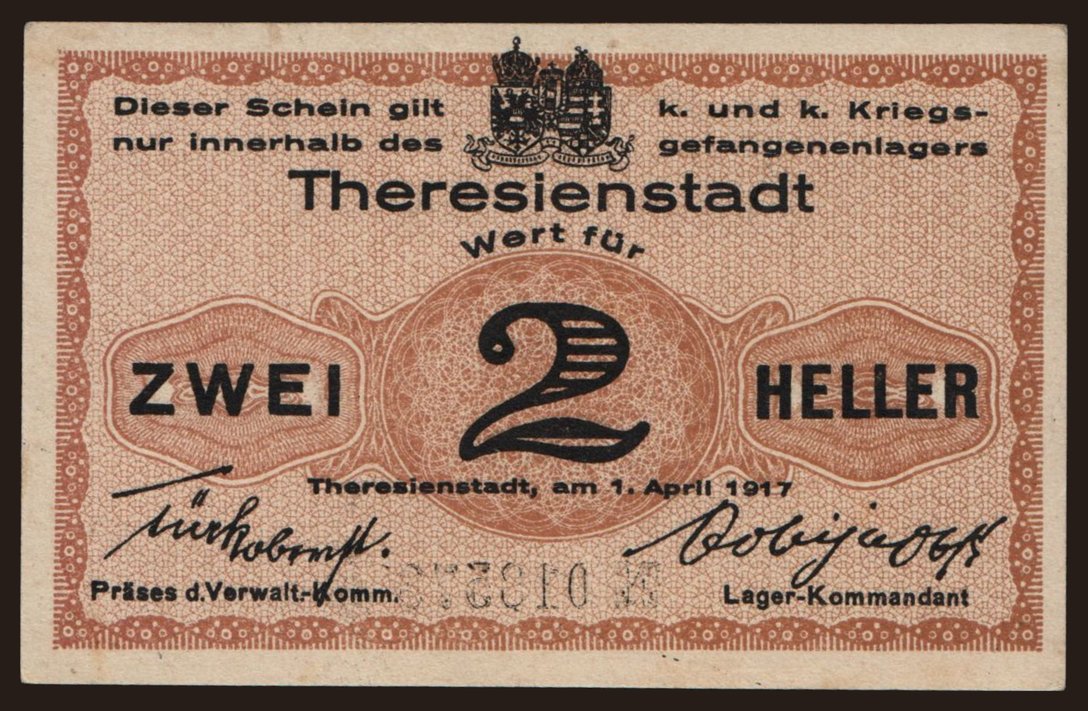 Dieser Schein gilt
nur innerhalb des
k. und k. Kriegs-
gefangenenlagers
Theresienstadt
Wert für
2
ZWEI
HELLER
Theresienstadt, am 1. April 1917
Präses d.Verwalt.-Komm.
Lager-Kommandant